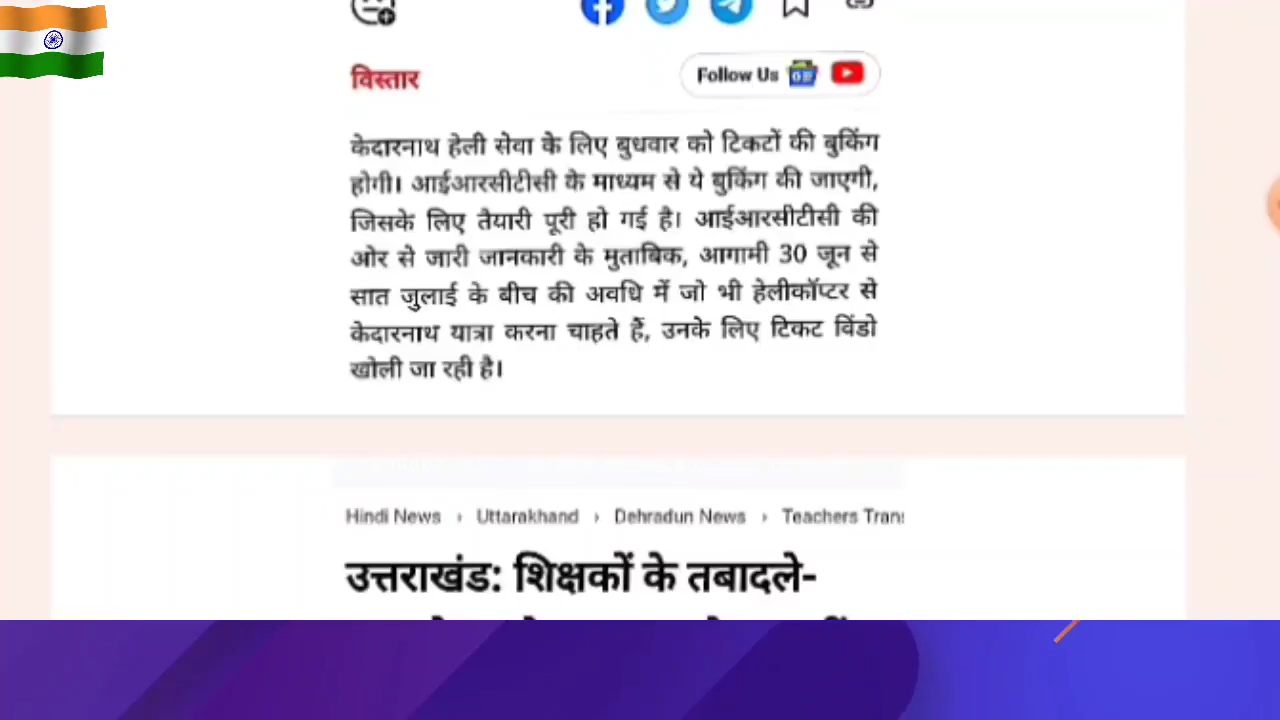 विस्तार
Follow Us
केदारनाथ हेली सेवा के लिए बुधवार को टिकटों की बुकिंग
होगी। आईआरसीटीसी के माध्यम से ये बुकिंग की जाएगी,
जिसके लिए तैयारी पूरी हो गई है। आईआरसीटीसी की
ओर से जारी जानकारी के मुताबिक, आगामी 30 जून से
सात जुलाई के बीच की अवधि में जो भी हेलीकॉप्टर से
केदारनाथ यात्रा करना चाहते हैं, उनके लिए टिकट विंडो
खोली जा रही है।
Hindi News › Uttarakhand › Dehradun News › Teachers Trans
उत्तराखंड: शिक्षकों के तबादले-